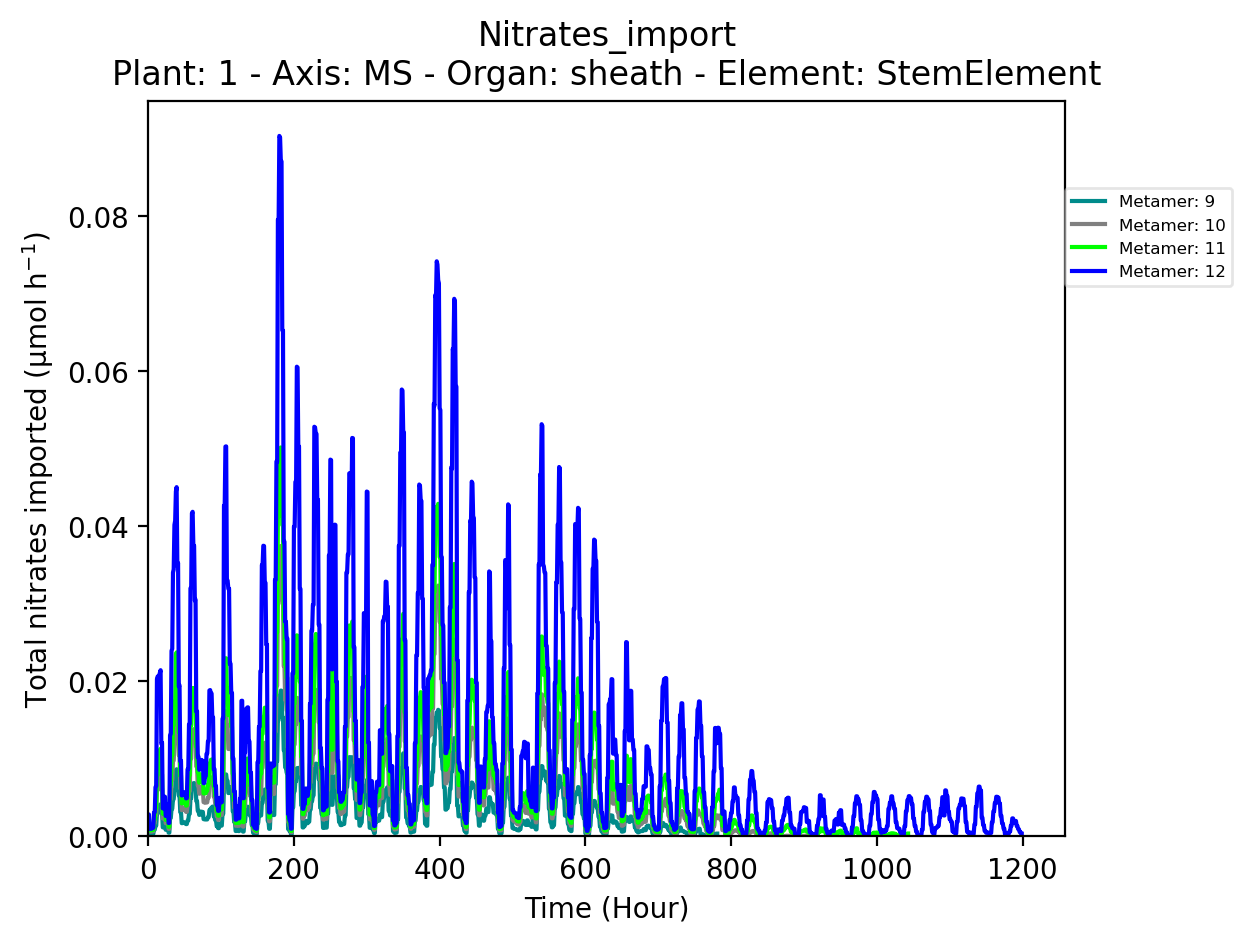 Nitrates_import
Plant: 1 - Axis: MS - Organ: sheath - Element: StemElement
Total nitrates imported (µmol h⁻¹)
0.08
0.06
0.04
0.02
0.00
0
200
400
600
800
1000
1200
Time (Hour)
Metamer: 9
Metamer: 10
Metamer: 11
Metamer: 12